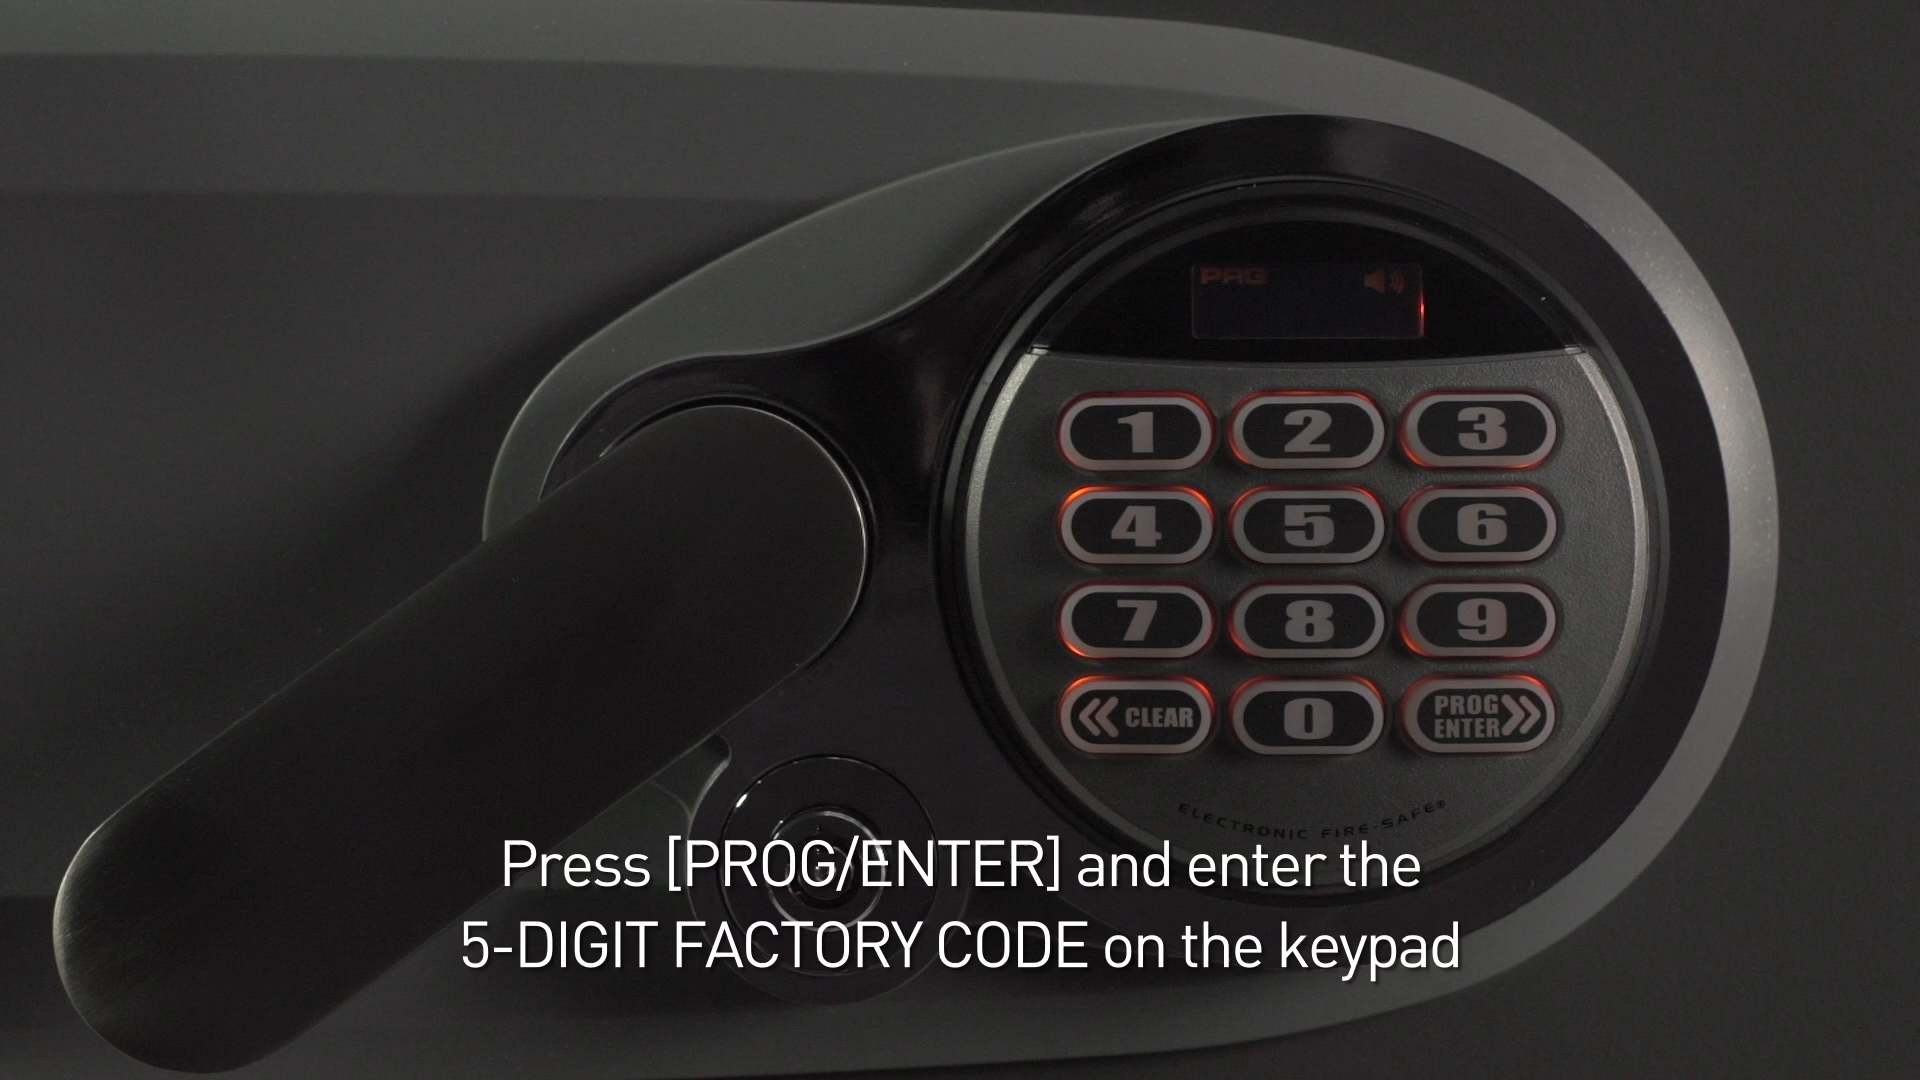 PRG
1 2 3
4 5 6
7 8 9
CLEAR 0 PROG ENTER
ELECTRONIC FIRE-SAFE®
Press [PROG/ENTER] and enter the
5-DIGIT FACTORY CODE on the keypad